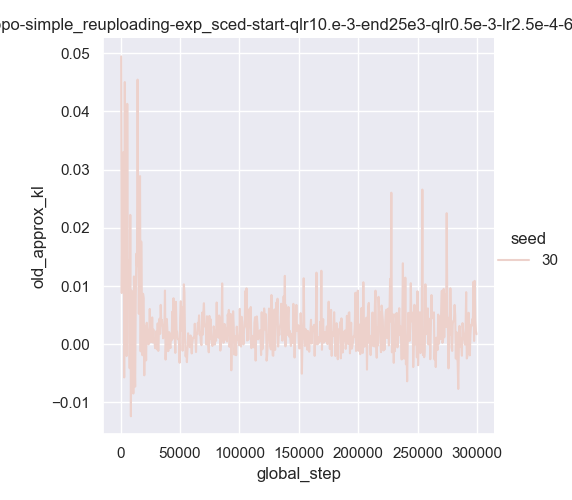 ppo-simple_reuploading-exp_sced-start-qlr10.e-3-end25e3-qlr0.5e-3-lr2.5e-4-6
0.05
0.04
0.03
0.02
0.01
0.00
−0.01
old_approx_kl
0 50000 100000 150000 200000 250000 300000
global_step
seed
30